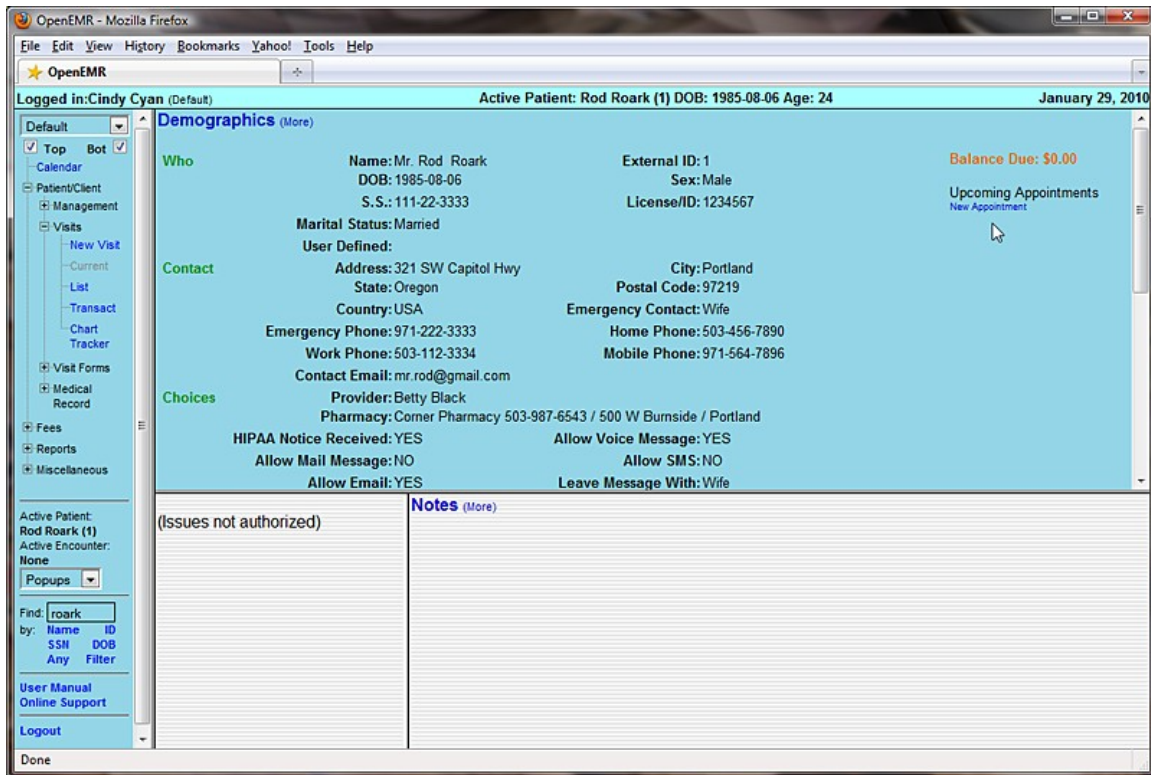 OpenEMR - Mozilla Firefox
File Edit View History Bookmarks Yahoo! Tools Help
OpenEMR
Logged in:Cindy Cyan (Default) Active Patient: Rod Roark (1) DOB: 1985-08-06 Age: 24 January 29, 2010
Default
Top Bot
Calendar
Patient/Client
Management
Visits
New Visit
Current
List
Transact
Chart
Tracker
Visit Forms
Medical
Record
Fees
Reports
Miscellaneous
Active Patient:
Rod Roark (1)
Active Encounter:
None
Popups
Find: roark
by: Name ID
SSN DOB
Any Filter
User Manual
Online Support
Logout
Demographics (More)
Who Name: Mr. Rod Roark External ID: 1
DOB: 1985-08-06 Sex: Male
S.S.: 111-22-3333 License/ID: 1234567
Marital Status: Married
User Defined:
Contact Address: 321 SW Capitol Hwy City: Portland
State: Oregon Postal Code: 97219
Country: USA Emergency Contact: Wife
Emergency Phone: 971-222-3333 Home Phone: 503-456-7890
Work Phone: 503-112-3334 Mobile Phone: 971-564-7896
Contact Email: mr.rod@gmail.com
Choices Provider: Betty Black
Pharmacy: Corner Pharmacy 503-987-6543 / 500 W Burnside / Portland
HIPAA Notice Received: YES Allow Voice Message: YES
Allow Mail Message: NO Allow SMS: NO
Allow Email: YES Leave Message With: Wife
Balance Due: $0.00
Upcoming Appointments
New Appointment
(Issues not authorized)
Notes (More)
Done